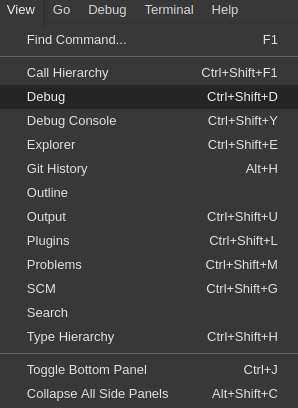 View Go Debug Terminal Help
Find Command... F1
Call Hierarchy Ctrl+Shift+F1
Debug Ctrl+Shift+D
Debug Console Ctrl+Shift+Y
Explorer Ctrl+Shift+E
Git History Alt+H
Outline
Output Ctrl+Shift+U
Plugins Ctrl+Shift+L
Problems Ctrl+Shift+M
SCM Ctrl+Shift+G
Search
Type Hierarchy Ctrl+Shift+H
Toggle Bottom Panel Ctrl+J
Collapse All Side Panels Alt+Shift+C